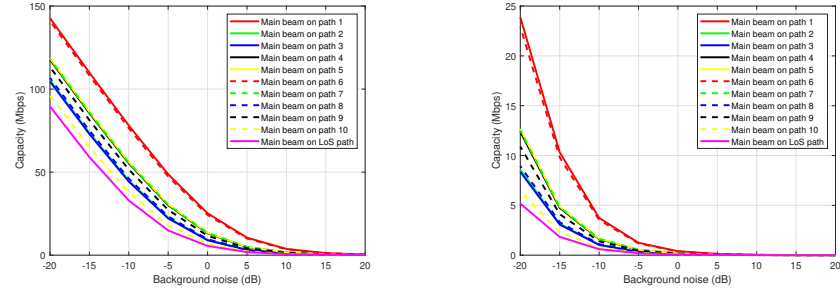 150
100
50
0
Capacity (Mbps)
-20 -15 -10 -5 0 5 10 15 20
Background noise (dB)
Main beam on path 1
Main beam on path 2
Main beam on path 3
Main beam on path 4
Main beam on path 5
Main beam on path 6
Main beam on path 7
Main beam on path 8
Main beam on path 9
Main beam on path 10
Main beam on LoS path
25
20
15
10
5
0
Capacity (Mbps)
-20 -15 -10 -5 0 5 10 15 20
Background noise (dB)
Main beam on path 1
Main beam on path 2
Main beam on path 3
Main beam on path 4
Main beam on path 5
Main beam on path 6
Main beam on path 7
Main beam on path 8
Main beam on path 9
Main beam on path 10
Main beam on LoS path